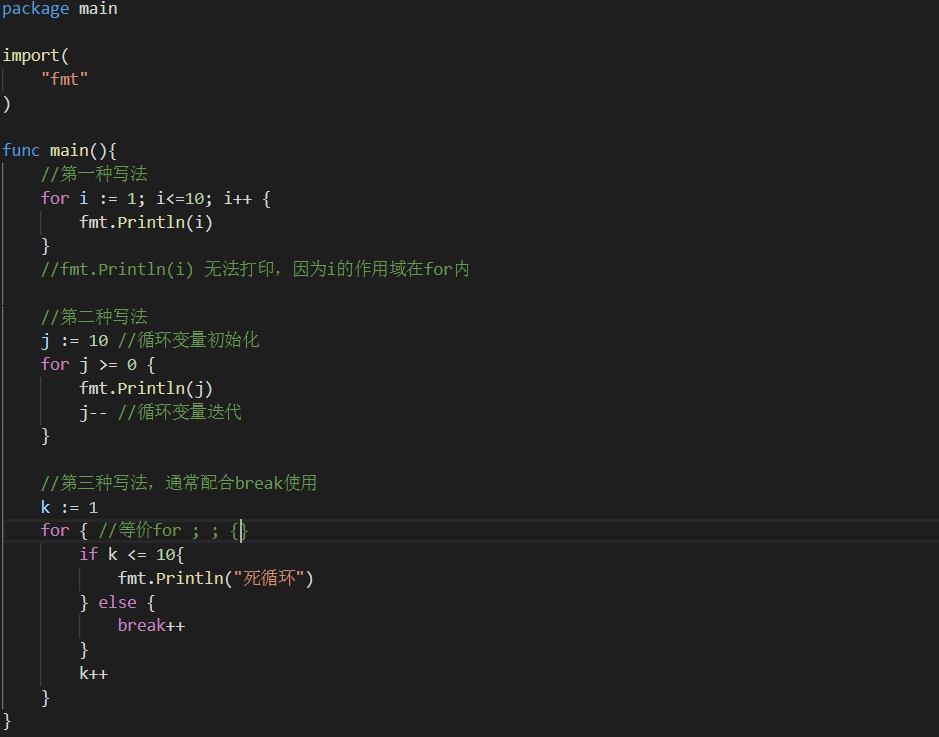 package main
import(
"fmt"
)
func main(){
//第一种写法
for i := 1; i<=10; i++ {
fmt.Println(i)
}
//fmt.Println(i) 无法打印，因为i的作用域在for内
//第二种写法
j := 10 //循环变量初始化
for j >= 0 {
fmt.Println(j)
j-- //循环变量迭代
}
//第三种写法，通常配合break使用
k := 1
for { //等价for ; ; {}
if k <= 10{
fmt.Println("死循环")
} else {
break++
}
k++
}
}